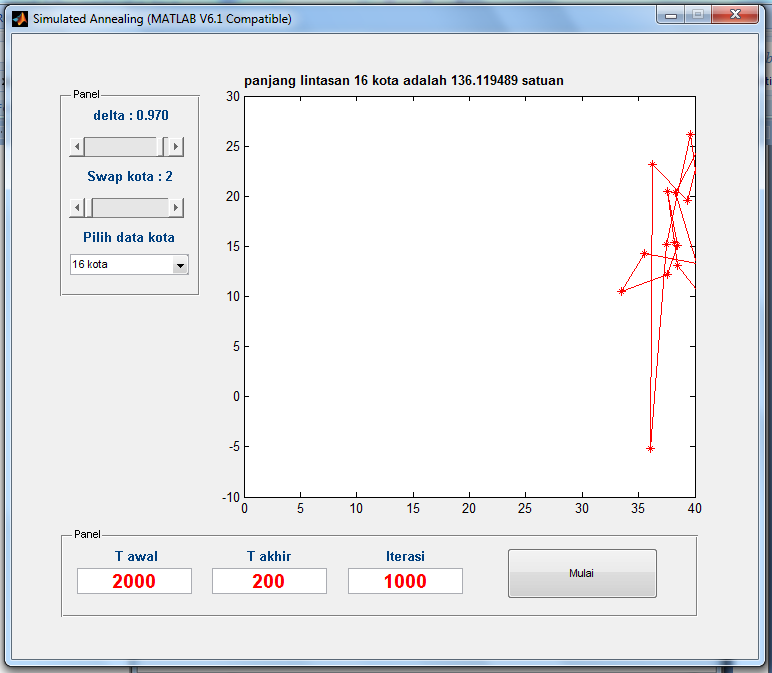 Simulated Annealing (MATLAB V6.1 Compatible)
panjang lintasan 16 kota adalah 136.119489 satuan
Panel
delta : 0.970
Swap kota : 2
Pilih data kota
16 kota
30
25
20
15
10
5
0
-5
-10
0 5 10 15 20 25 30 35 40
Panel
T awal T akhir Iterasi
2000 200 1000
Mulai